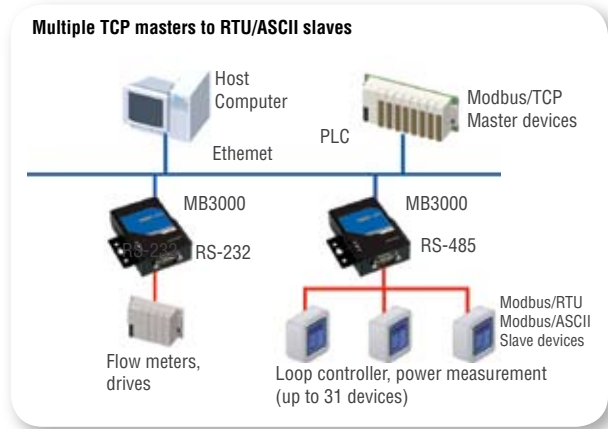 Multiple TCP masters to RTU/ASCII slaves
Host
Computer
Modbus/TCP
Master devices
PLC
Ethernet
MB3000
MB3000
RS-232
RS-232
RS-485
Modbus/RTU
Modbus/ASCII
Slave devices
Flow meters,
drives
Loop controller, power measurement
(up to 31 devices)